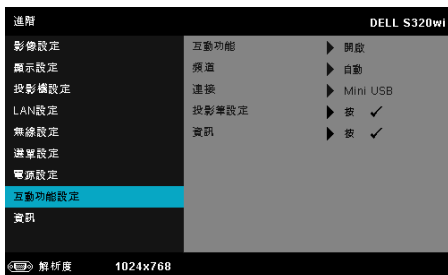 進階 DELL S320wi
影像設定 互動功能 開啟
顯示設定 頻道 自動
投影機設定 連接 Mini USB
LAN設定 投影筆設定 按
無線設定 資訊 按
選單設定
電源設定
互動功能設定
資訊
解析度 1024x768